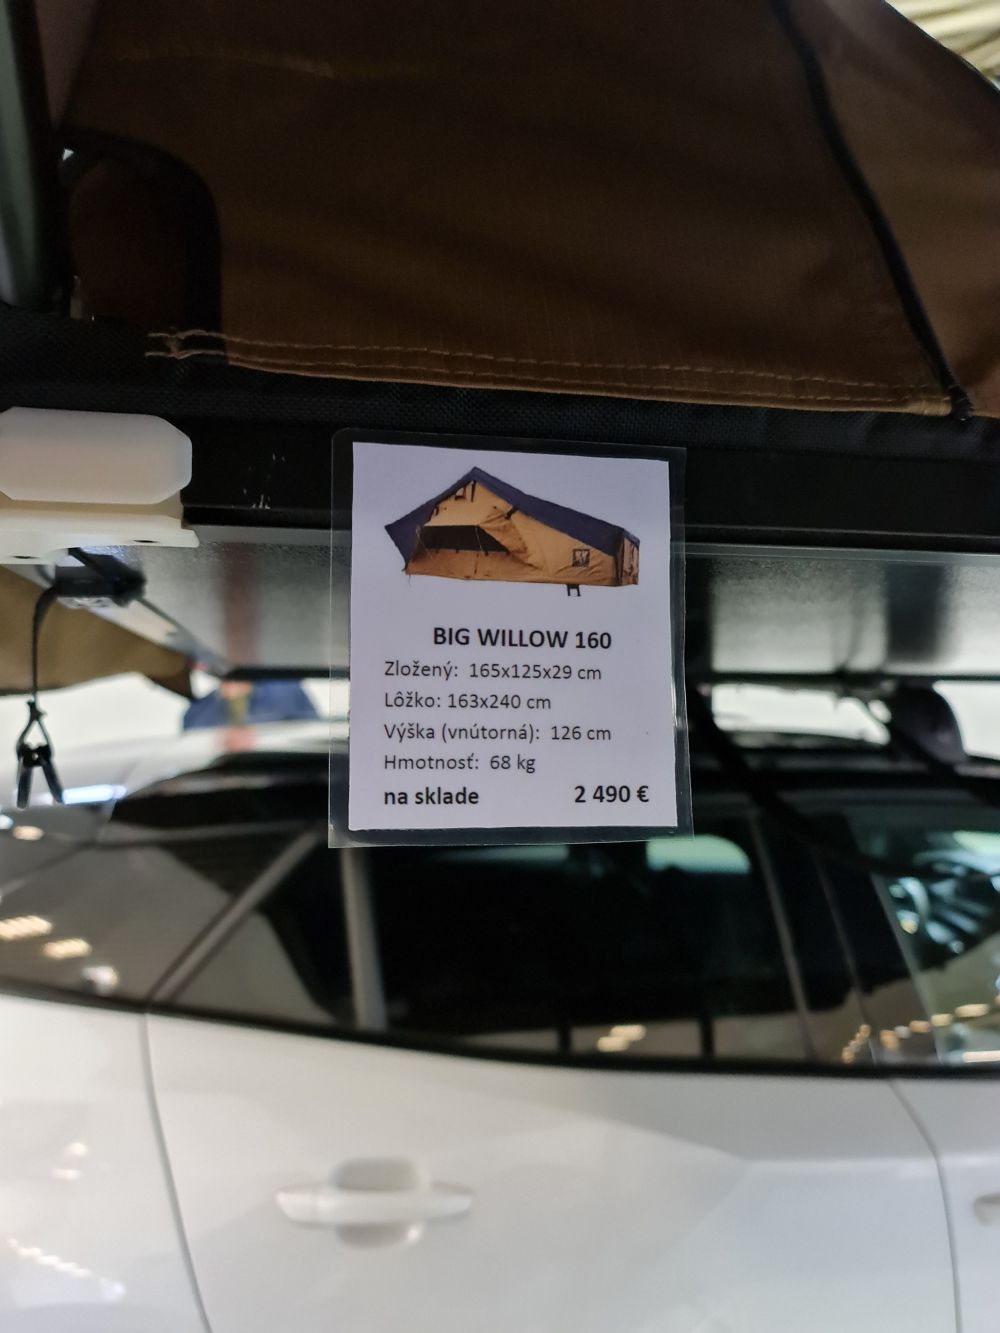 BIG WILLOW 160
Zložený: 165x125x29 cm
Lôžko: 163x240 cm
Výška (vnútorná): 126 cm
Hmotnosť: 68 kg
na sklade 2 490 €